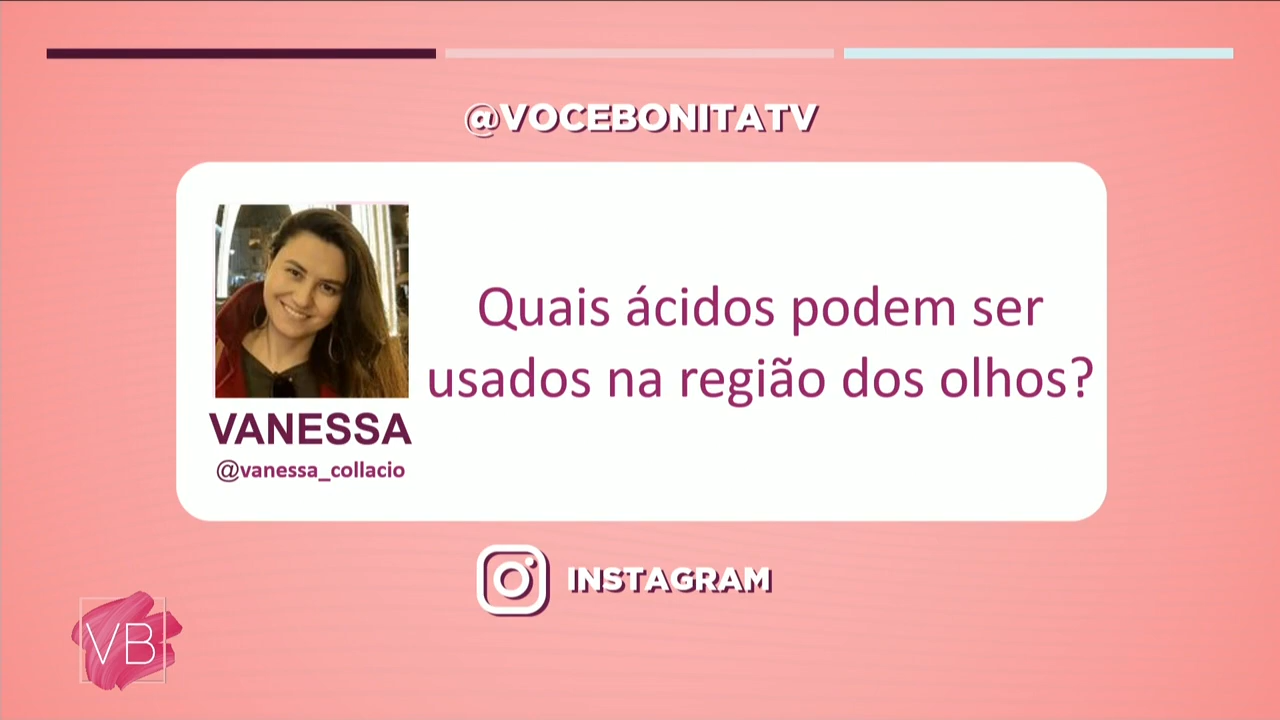 @VOCEBONITATV
Quais ácidos podem ser
usados na região dos olhos?
VANESSA
@vanessa_collacio
INSTAGRAM
VB